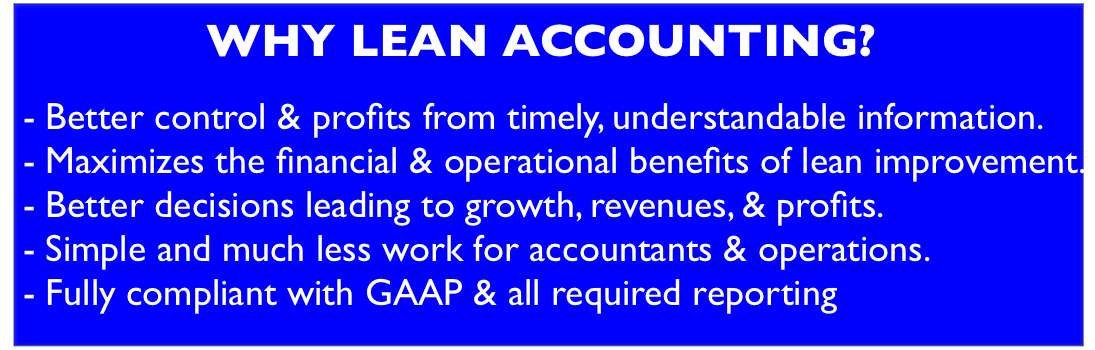 WHY LEAN ACCOUNTING?
- Better control & profits from timely, understandable information.
- Maximizes the financial & operational benefits of lean improvement.
- Better decisions leading to growth, revenues, & profits.
- Simple and much less work for accountants & operations.
- Fully compliant with GAAP & all required reporting